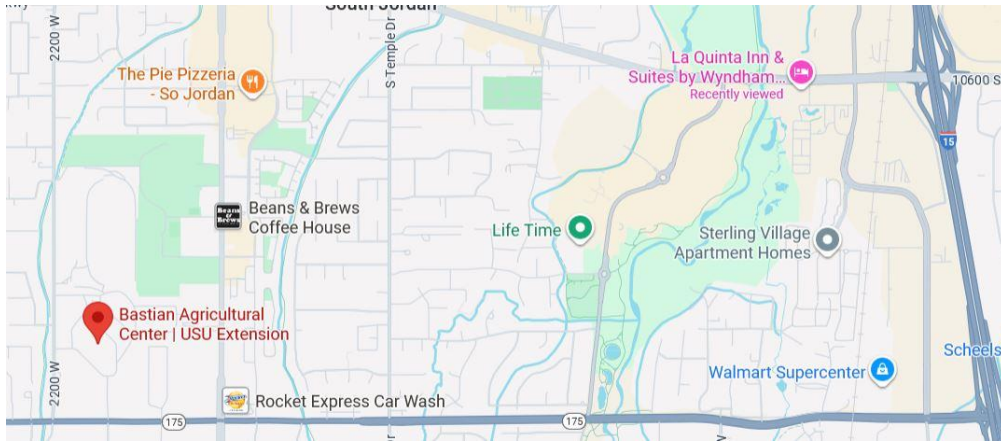 South Jordan
2200 W
S Temple Dr
The Pie Pizzeria
- So Jordan
La Quinta Inn &
Suites by Wyndham...
Recently viewed
10600 S
15
Beans
&
Brews
Beans & Brews
Coffee House
Life Time
Sterling Village
Apartment Homes
Bastian Agricultural
Center | USU Extension
2200 W
Scheels
Walmart Supercenter
Rocket Express Car Wash
175
175